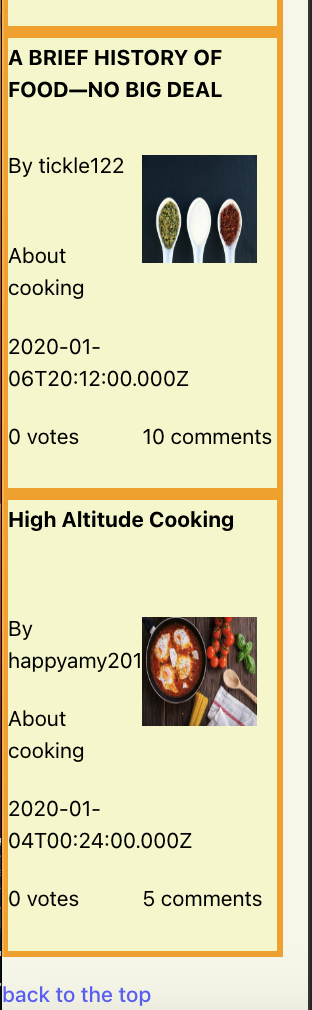 A BRIEF HISTORY OF
FOOD—NO BIG DEAL
By tickle122
About
cooking
2020-01-
06T20:12:00.000Z
0 votes
10 comments
High Altitude Cooking
By
happyamy201
About
cooking
2020-01-
04T00:24:00.000Z
0 votes
5 comments
back to the top